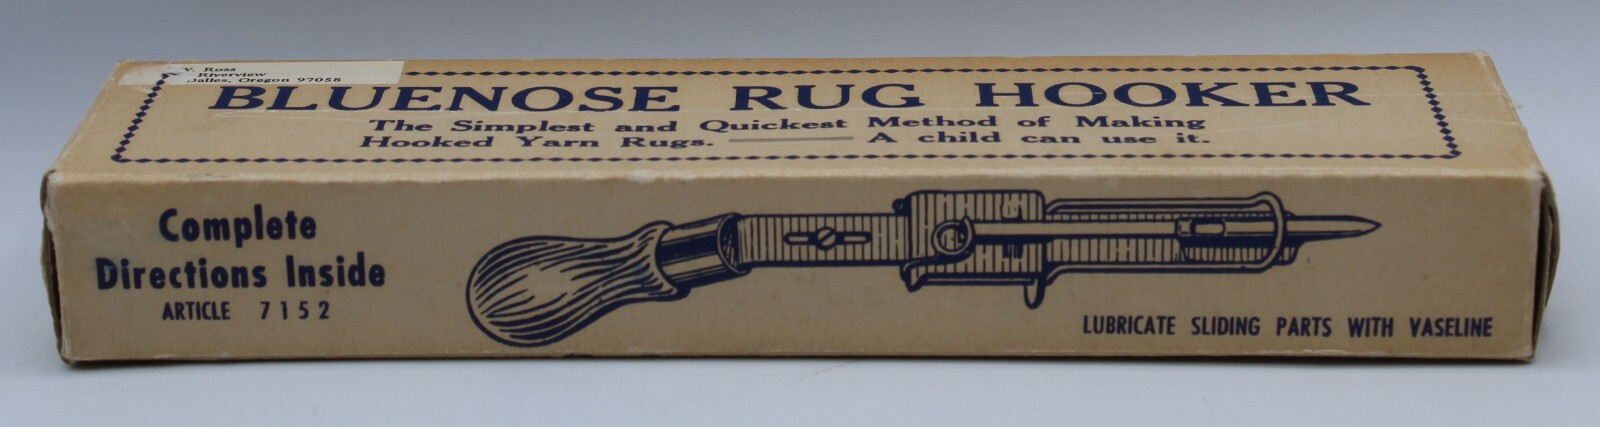 V. Ross
Riverview
Dalles, Oregon 97058
BLUENOSE RUG HOOKER
The Simplest and Quickest Method of Making
Hooked Yarn Rugs. A child can use it.
Complete
Directions Inside
ARTICLE 7152
LUBRICATE SLIDING PARTS WITH VASELINE